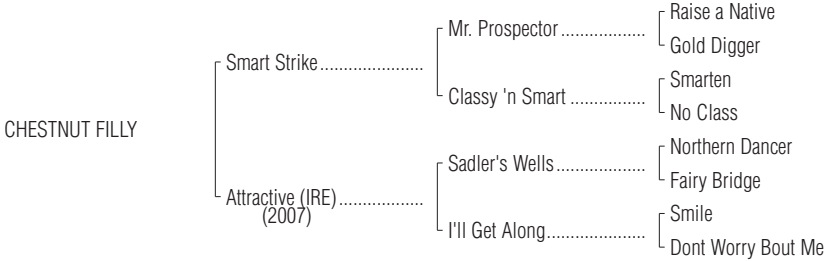 Raise a Native
Mr. Prospector..................
Gold Digger
Smart Strike......................
Smarten
Classy 'n Smart ................
No Class
CHESTNUT FILLY
Northern Dancer
Sadler's Wells...................
Fairy Bridge
Attractive (IRE)..................
(2007)
Smile
I'll Get Along.....................
Dont Worry Bout Me